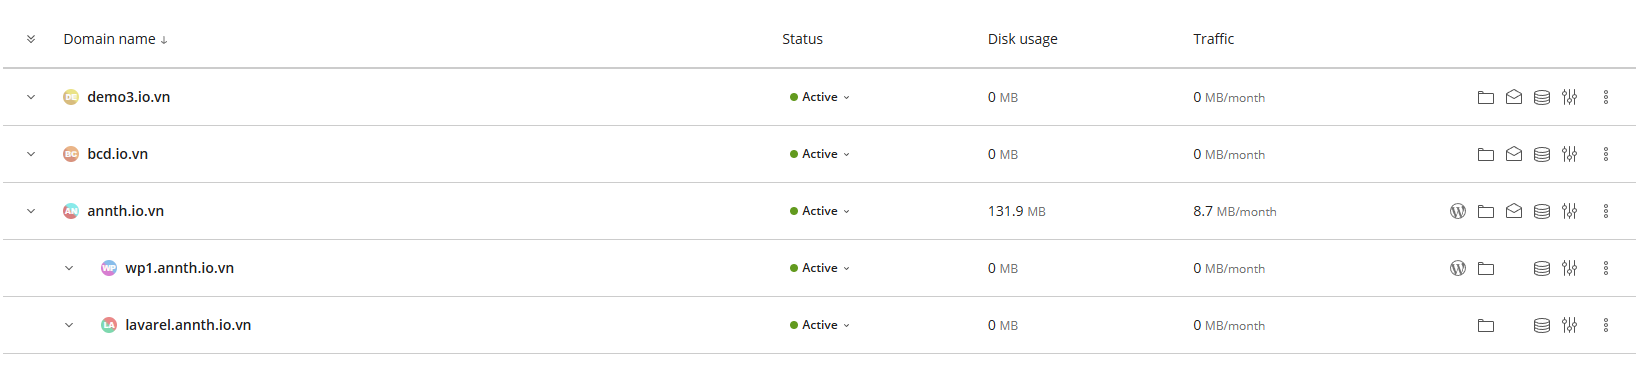 Domain name ↓ Status Disk usage Traffic
DE demo3.io.vn Active 0 MB 0 MB/month
BC bcd.io.vn Active 0 MB 0 MB/month
AN annth.io.vn Active 131.9 MB 8.7 MB/month
WP wp1.annth.io.vn Active 0 MB 0 MB/month
LA lavarel.annth.io.vn Active 0 MB 0 MB/month